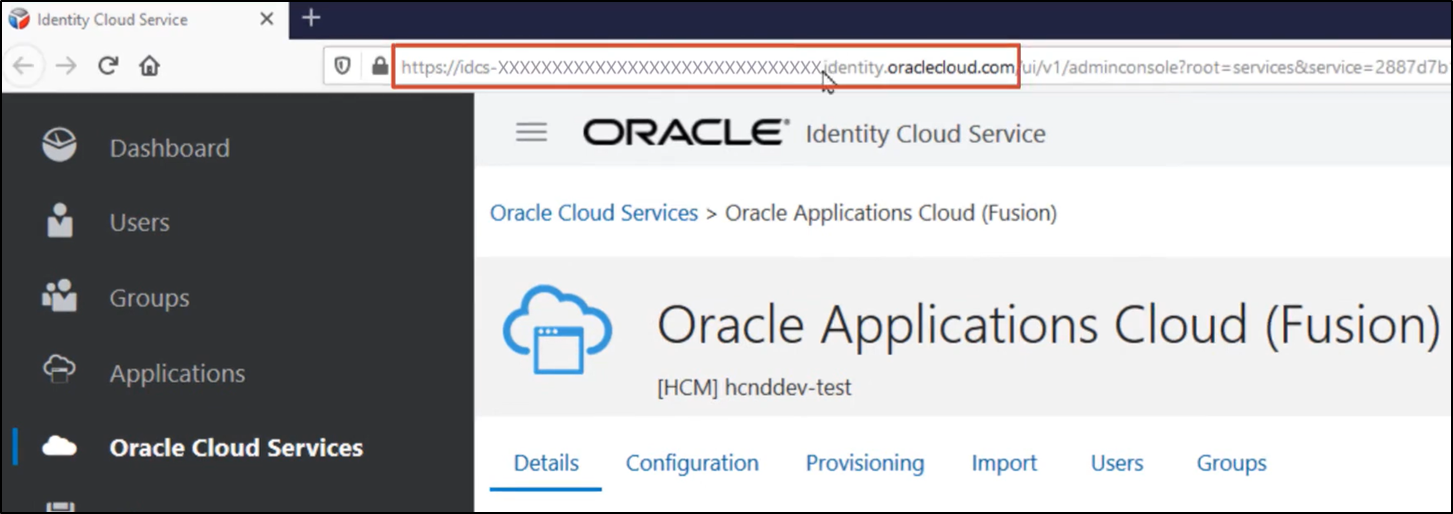 Identity Cloud Service
https://idcs-XXXXXXXXXXXXXXXXXXXXXXXXXXXXXX.identity.oraclecloud.com/ui/v1/adminconsole?root=services&service=2887d7b
Dashboard
Users
Groups
Applications
Oracle Cloud Services
ORACLE® Identity Cloud Service
Oracle Cloud Services > Oracle Applications Cloud (Fusion)
Oracle Applications Cloud (Fusion)
[HCM] hcnddev-test
Details Configuration Provisioning Import Users Groups